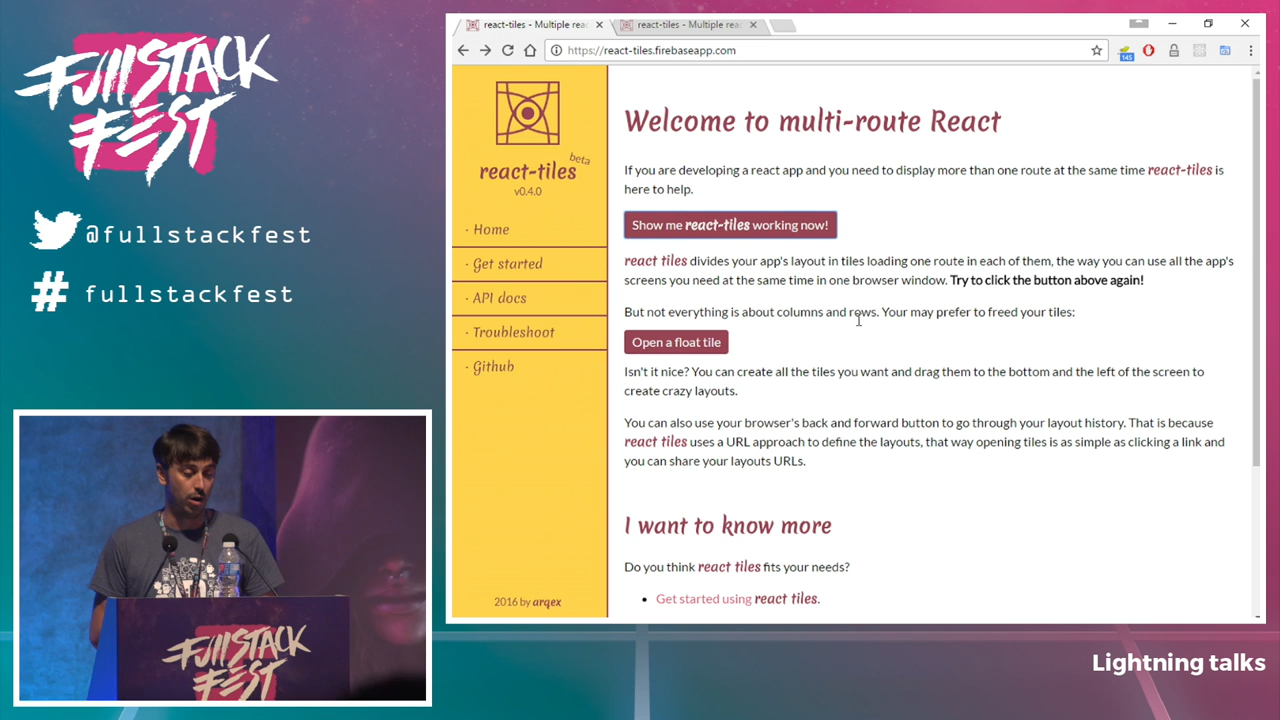 FullStack
Fest
@fullstackfest
# fullstackfest
react-tiles - Multiple reac
react-tiles - Multiple reac
https://react-tiles.firebaseapp.com
145
react-tiles beta
v0.4.0
· Home
· Get started
· API docs
· Troubleshoot
· Github
2016 by arqex
Welcome to multi-route React
If you are developing a react app and you need to display more than one route at the same time react-tiles is
here to help.
Show me react-tiles working now!
react tiles divides your app's layout in tiles loading one route in each of them, the way you can use all the app's
screens you need at the same time in one browser window. Try to click the button above again!
But not everything is about columns and rows. Your may prefer to freed your tiles:
Open a float tile
Isn't it nice? You can create all the tiles you want and drag them to the bottom and the left of the screen to
create crazy layouts.
You can also use your browser's back and forward button to go through your layout history. That is because
react tiles uses a URL approach to define the layouts, that way opening tiles is as simple as clicking a link and
you can share your layouts URLs.
I want to know more
Do you think react tiles fits your needs?
• Get started using react tiles.
FullStack
Fest
Lightning talks